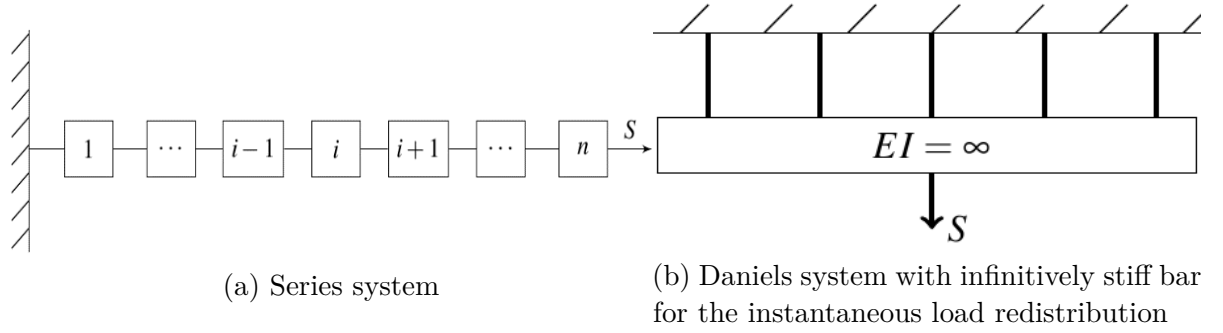 1 ⋯ i−1 i i+1 ⋯ n S
EI = ∞
S
(a) Series system
(b) Daniels system with infinitively stiff bar
for the instantaneous load redistribution